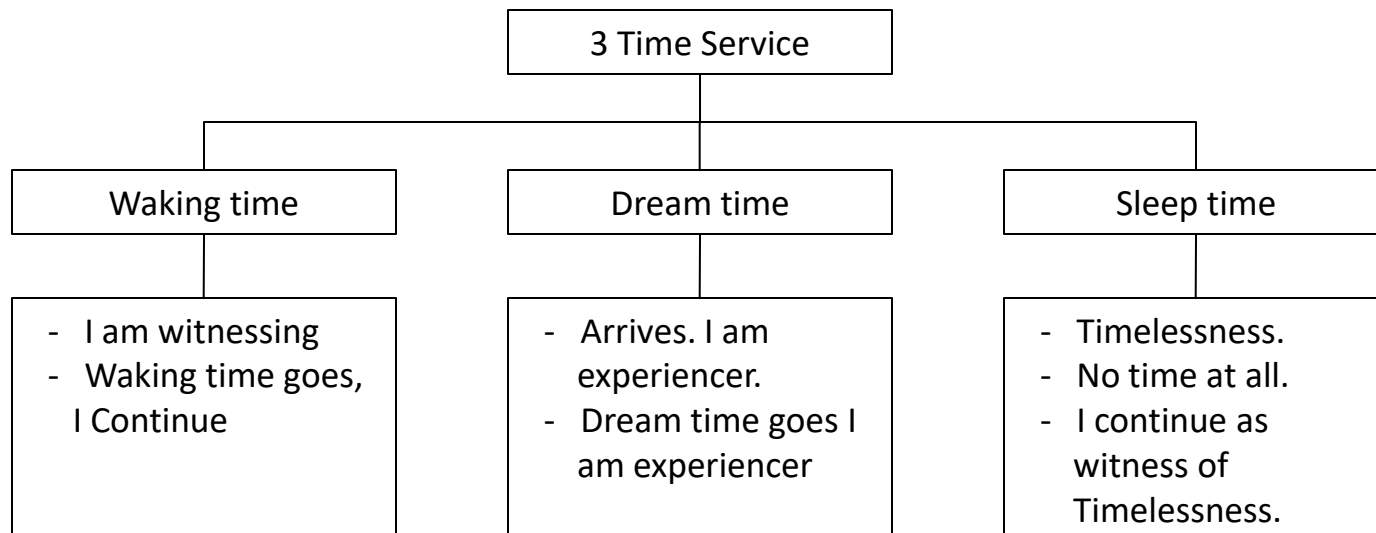 3 Time Service
Waking time
Dream time
Sleep time
- I am witnessing
- Waking time goes,
I Continue
- Arrives. I am
experiencer.
- Dream time goes I
am experiencer
- Timelessness.
- No time at all.
- I continue as
witness of
Timelessness.